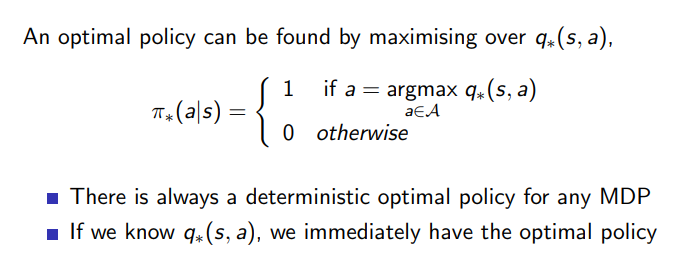 An optimal policy can be found by maximising over q∗(s, a),
π∗(a|s) = { 1 if a = argmax q∗(s, a)
a∈𝒜
0 otherwise
There is always a deterministic optimal policy for any MDP
If we know q∗(s, a), we immediately have the optimal policy